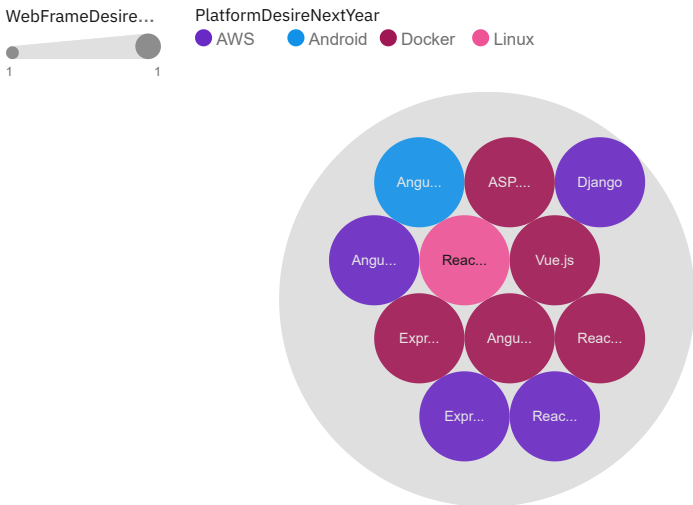 WebFrameDesire...
1 1
PlatformDesireNextYear
AWS Android Docker Linux
Angu... ASP.... Django
Angu... Reac... Vue.js
Expr... Angu... Reac...
Expr... Reac...